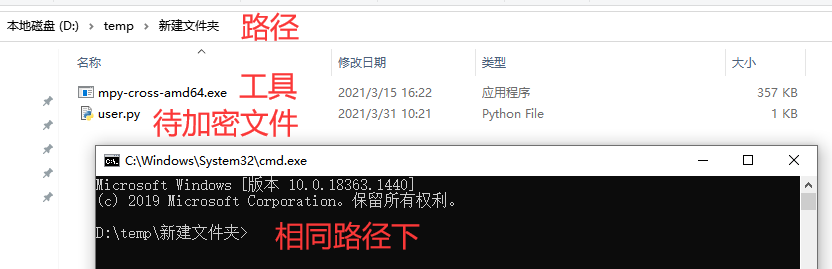 本地磁盘 (D:) › temp › 新建文件夹 路径
名称 修改日期 类型 大小
mpy-cross-amd64.exe 工具 2021/3/15 16:22 应用程序 357 KB
user.py 待加密文件 2021/3/31 10:21 Python File 1 KB
C:\Windows\System32\cmd.exe
Microsoft Windows [版本 10.0.18363.1440]
(c) 2019 Microsoft Corporation。保留所有权利。
D:\temp\新建文件夹> 相同路径下